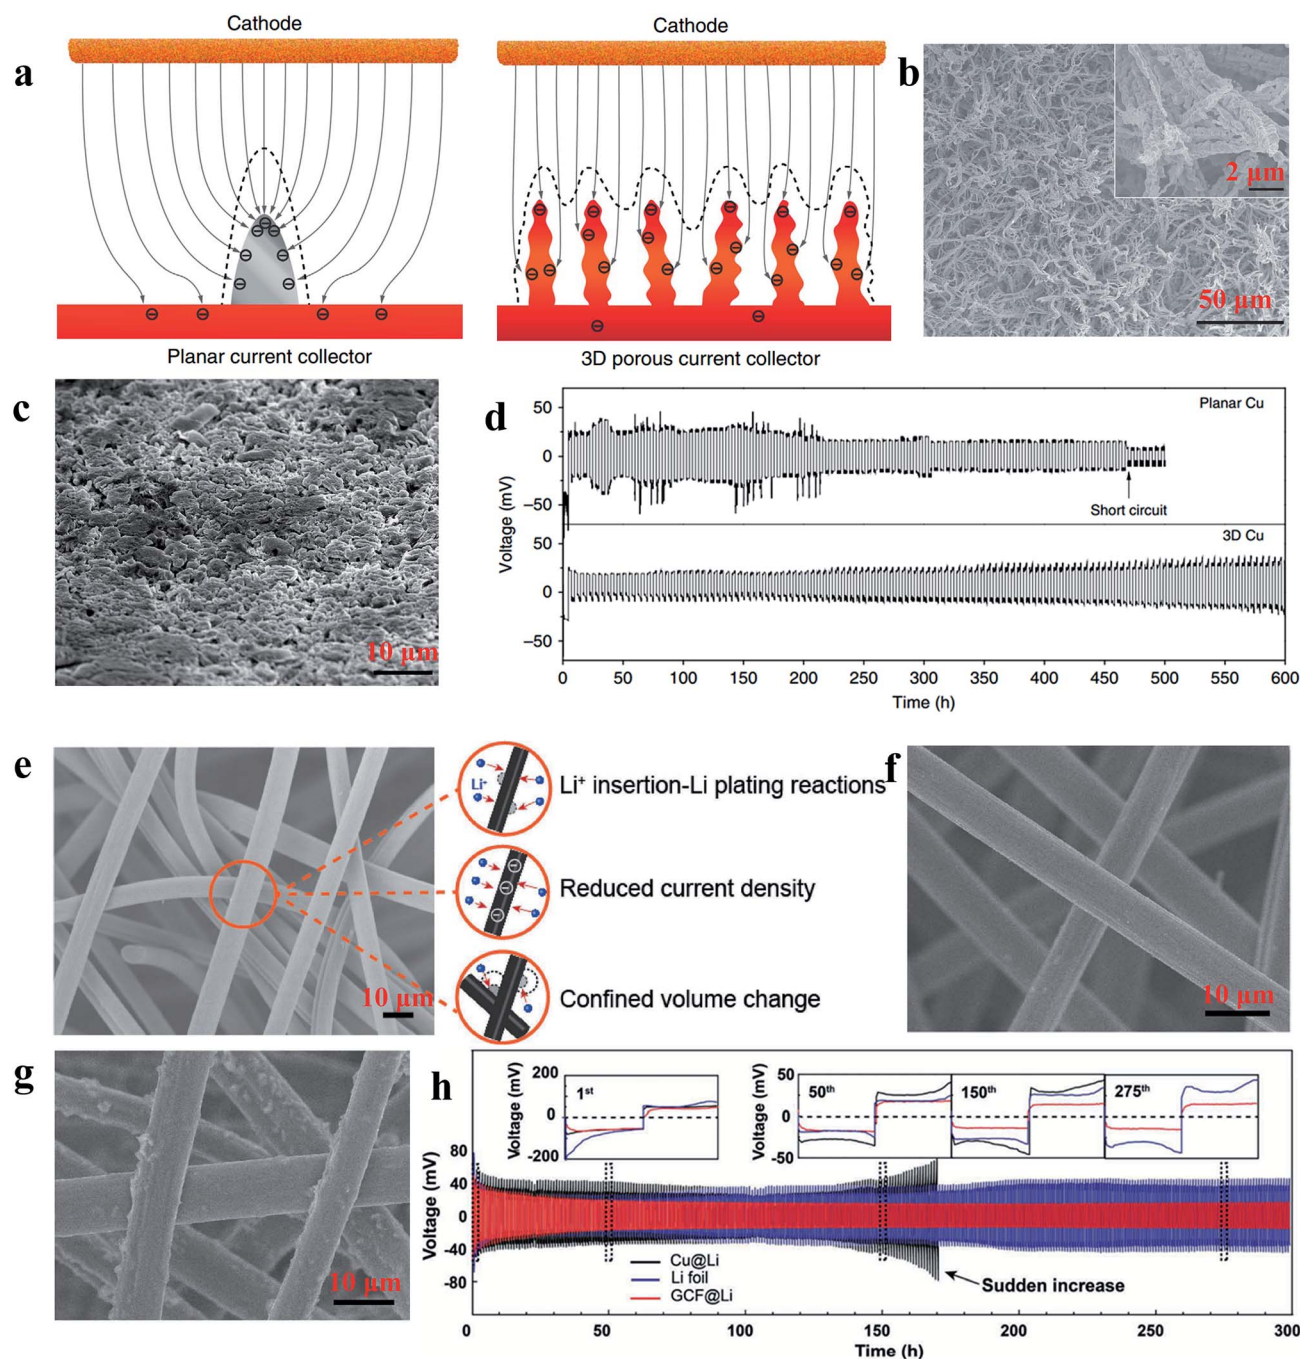 a
Cathode
Planar current collector
Cathode
3D porous current collector
b
2 μm
50 μm
c
10 μm
d
Voltage (mV)
50
0
−50
50
0
−50
Planar Cu
Short circuit
3D Cu
0 50 100 150 200 250 300 350 400 450 500 550 600
Time (h)
e
10 μm
Li⁺
Li⁺ insertion-Li plating reactions
Reduced current density
Confined volume change
f
10 μm
g
10 μm
h
Voltage (mV)
200
0
-200
1st
Voltage (mV)
50
0
-50
50th
150th
275th
Voltage (mV)
80
40
0
-40
-80
Cu@Li
Li foil
GCF@Li
Sudden increase
0 50 100 150 200 250 300
Time (h)